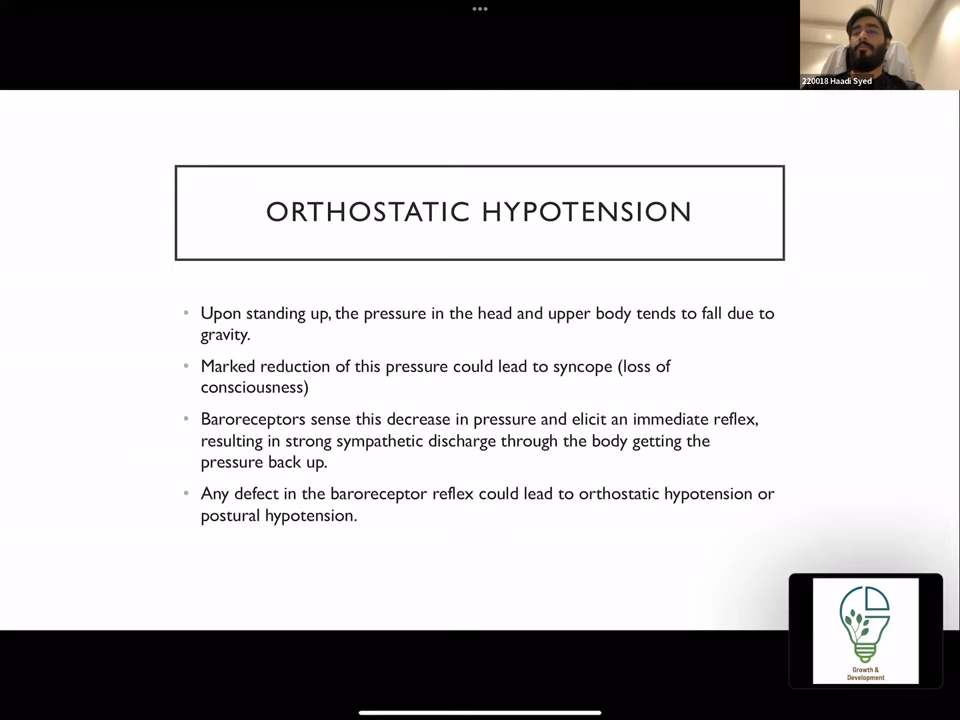 220018 Haadi Syed
ORTHOSTATIC HYPOTENSION
• Upon standing up, the pressure in the head and upper body tends to fall due to
gravity.
• Marked reduction of this pressure could lead to syncope (loss of
consciousness)
• Baroreceptors sense this decrease in pressure and elicit an immediate reflex,
resulting in strong sympathetic discharge through the body getting the
pressure back up.
• Any defect in the baroreceptor reflex could lead to orthostatic hypotension or
postural hypotension.
Growth &
Development